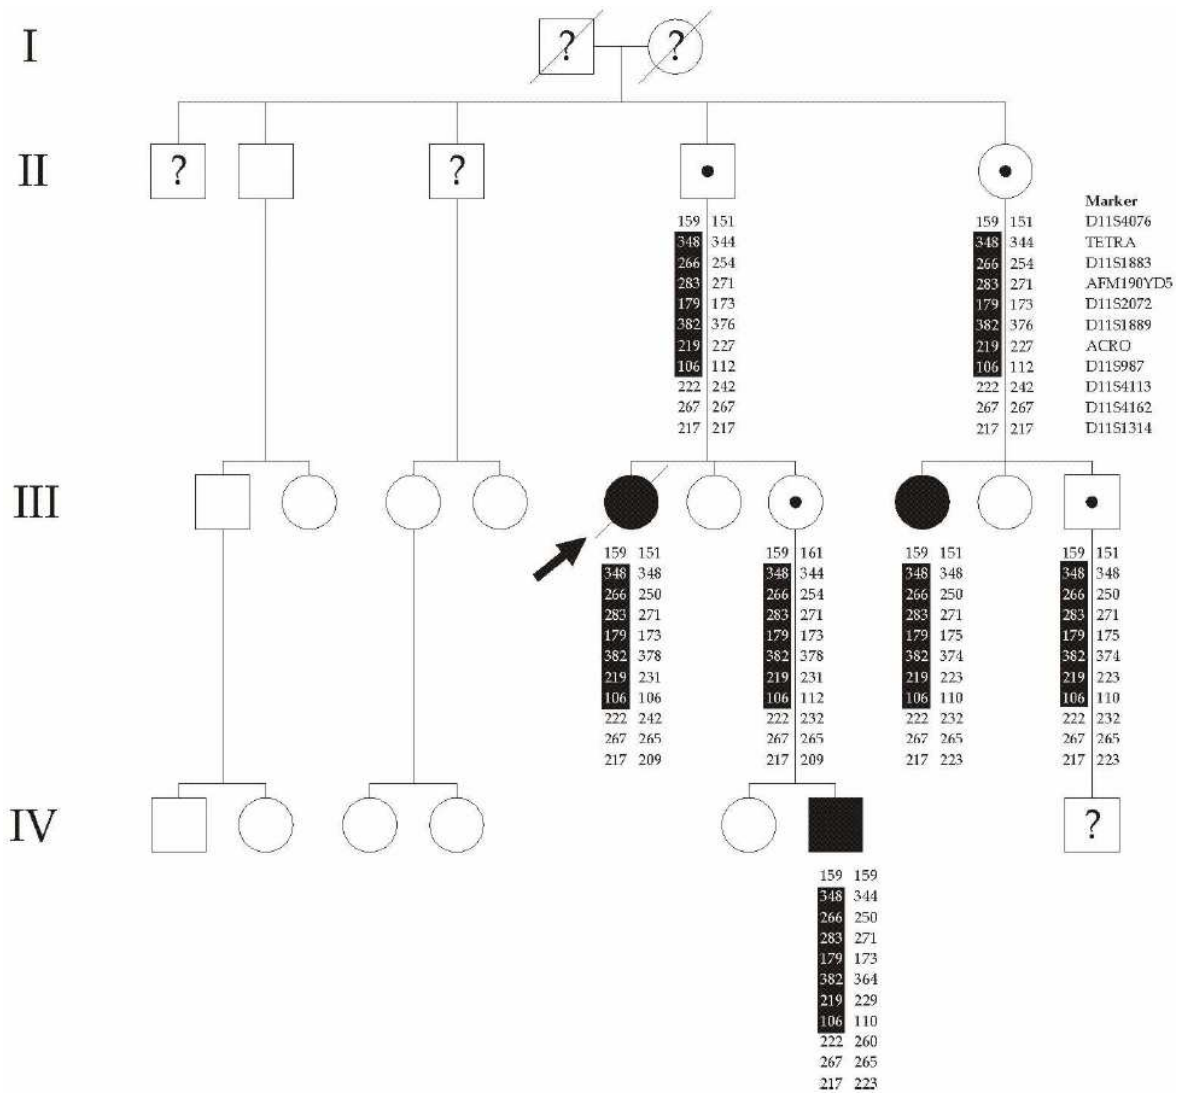 I
? ?
II
? ?
Marker
159 151 159 151 D11S4076
348 344 348 344 TETRA
266 254 266 254 D11S1883
283 271 283 271 AFM190YD5
179 173 179 173 D11S2072
382 376 382 376 D11S1889
219 227 219 227 ACRO
106 112 106 112 D11S987
222 242 222 242 D11S4113
267 267 267 267 D11S4162
217 217 217 217 D11S1314
III
159 151 159 161 159 151 159 151
348 348 348 344 348 348 348 348
266 250 266 254 266 250 266 250
283 271 283 271 283 271 283 271
179 173 179 173 179 175 179 175
382 378 382 378 382 374 382 374
219 231 219 231 219 223 219 223
106 106 106 112 106 110 106 110
222 242 222 232 222 232 222 232
267 265 267 265 267 265 267 265
217 209 217 209 217 223 217 223
IV
?
159 159
348 344
266 250
283 271
179 173
382 364
219 229
106 110
222 260
267 265
217 223